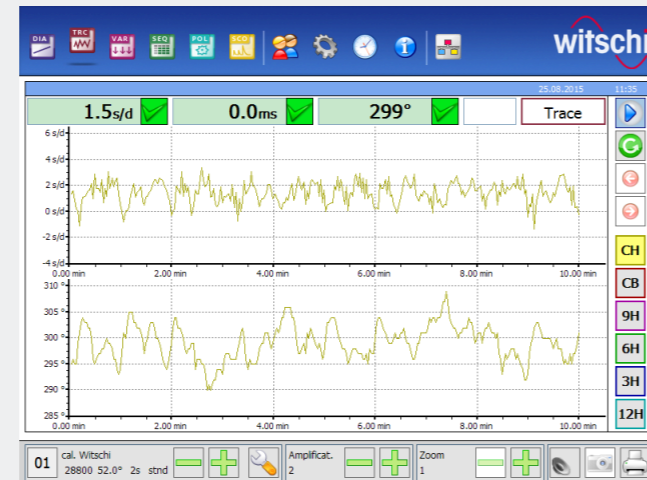 DIA TRC VAR SEQ POL SCO
witschi
25.08.2015 11:35
1.5s/d 0.0ms 299° Trace
6 s/d
4 s/d
2 s/d
0 s/d
-2 s/d
-4 s/d
0.00 min 2.00 min 4.00 min 6.00 min 8.00 min 10.00 min
310 °
305 °
300 °
295 °
290 °
285 °
0.00 min 2.00 min 4.00 min 6.00 min 8.00 min 10.00 min
CH
CB
9H
6H
3H
12H
01 cal. Witschi
28800 52.0° 2s stnd
Amplificat.
2
Zoom
1